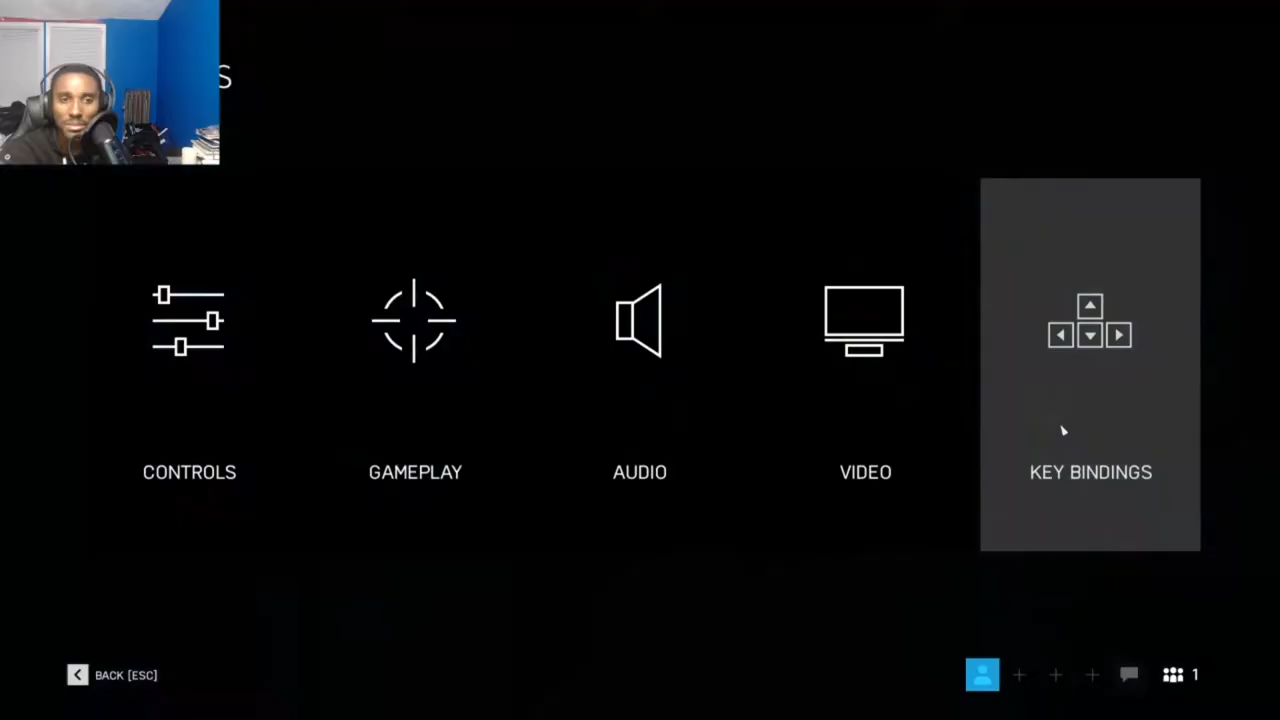 S
CONTROLS
GAMEPLAY
AUDIO
VIDEO
KEY BINDINGS
BACK [ESC]
1